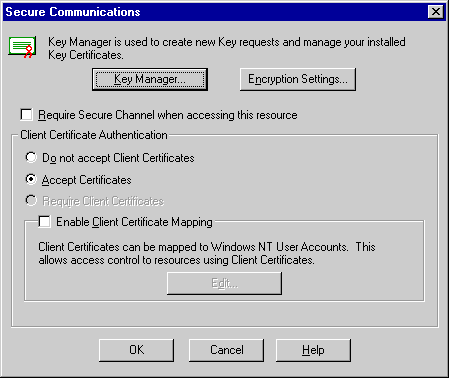 Secure Communications
Key Manager is used to create new Key requests and manage your installed
Key Certificates.
Key Manager... Encryption Settings...
Require Secure Channel when accessing this resource
Client Certificate Authentication
Do not accept Client Certificates
Accept Certificates
Require Client Certificates
Enable Client Certificate Mapping
Client Certificates can be mapped to Windows NT User Accounts. This
allows access control to resources using Client Certificates.
Edit...
OK Cancel Help